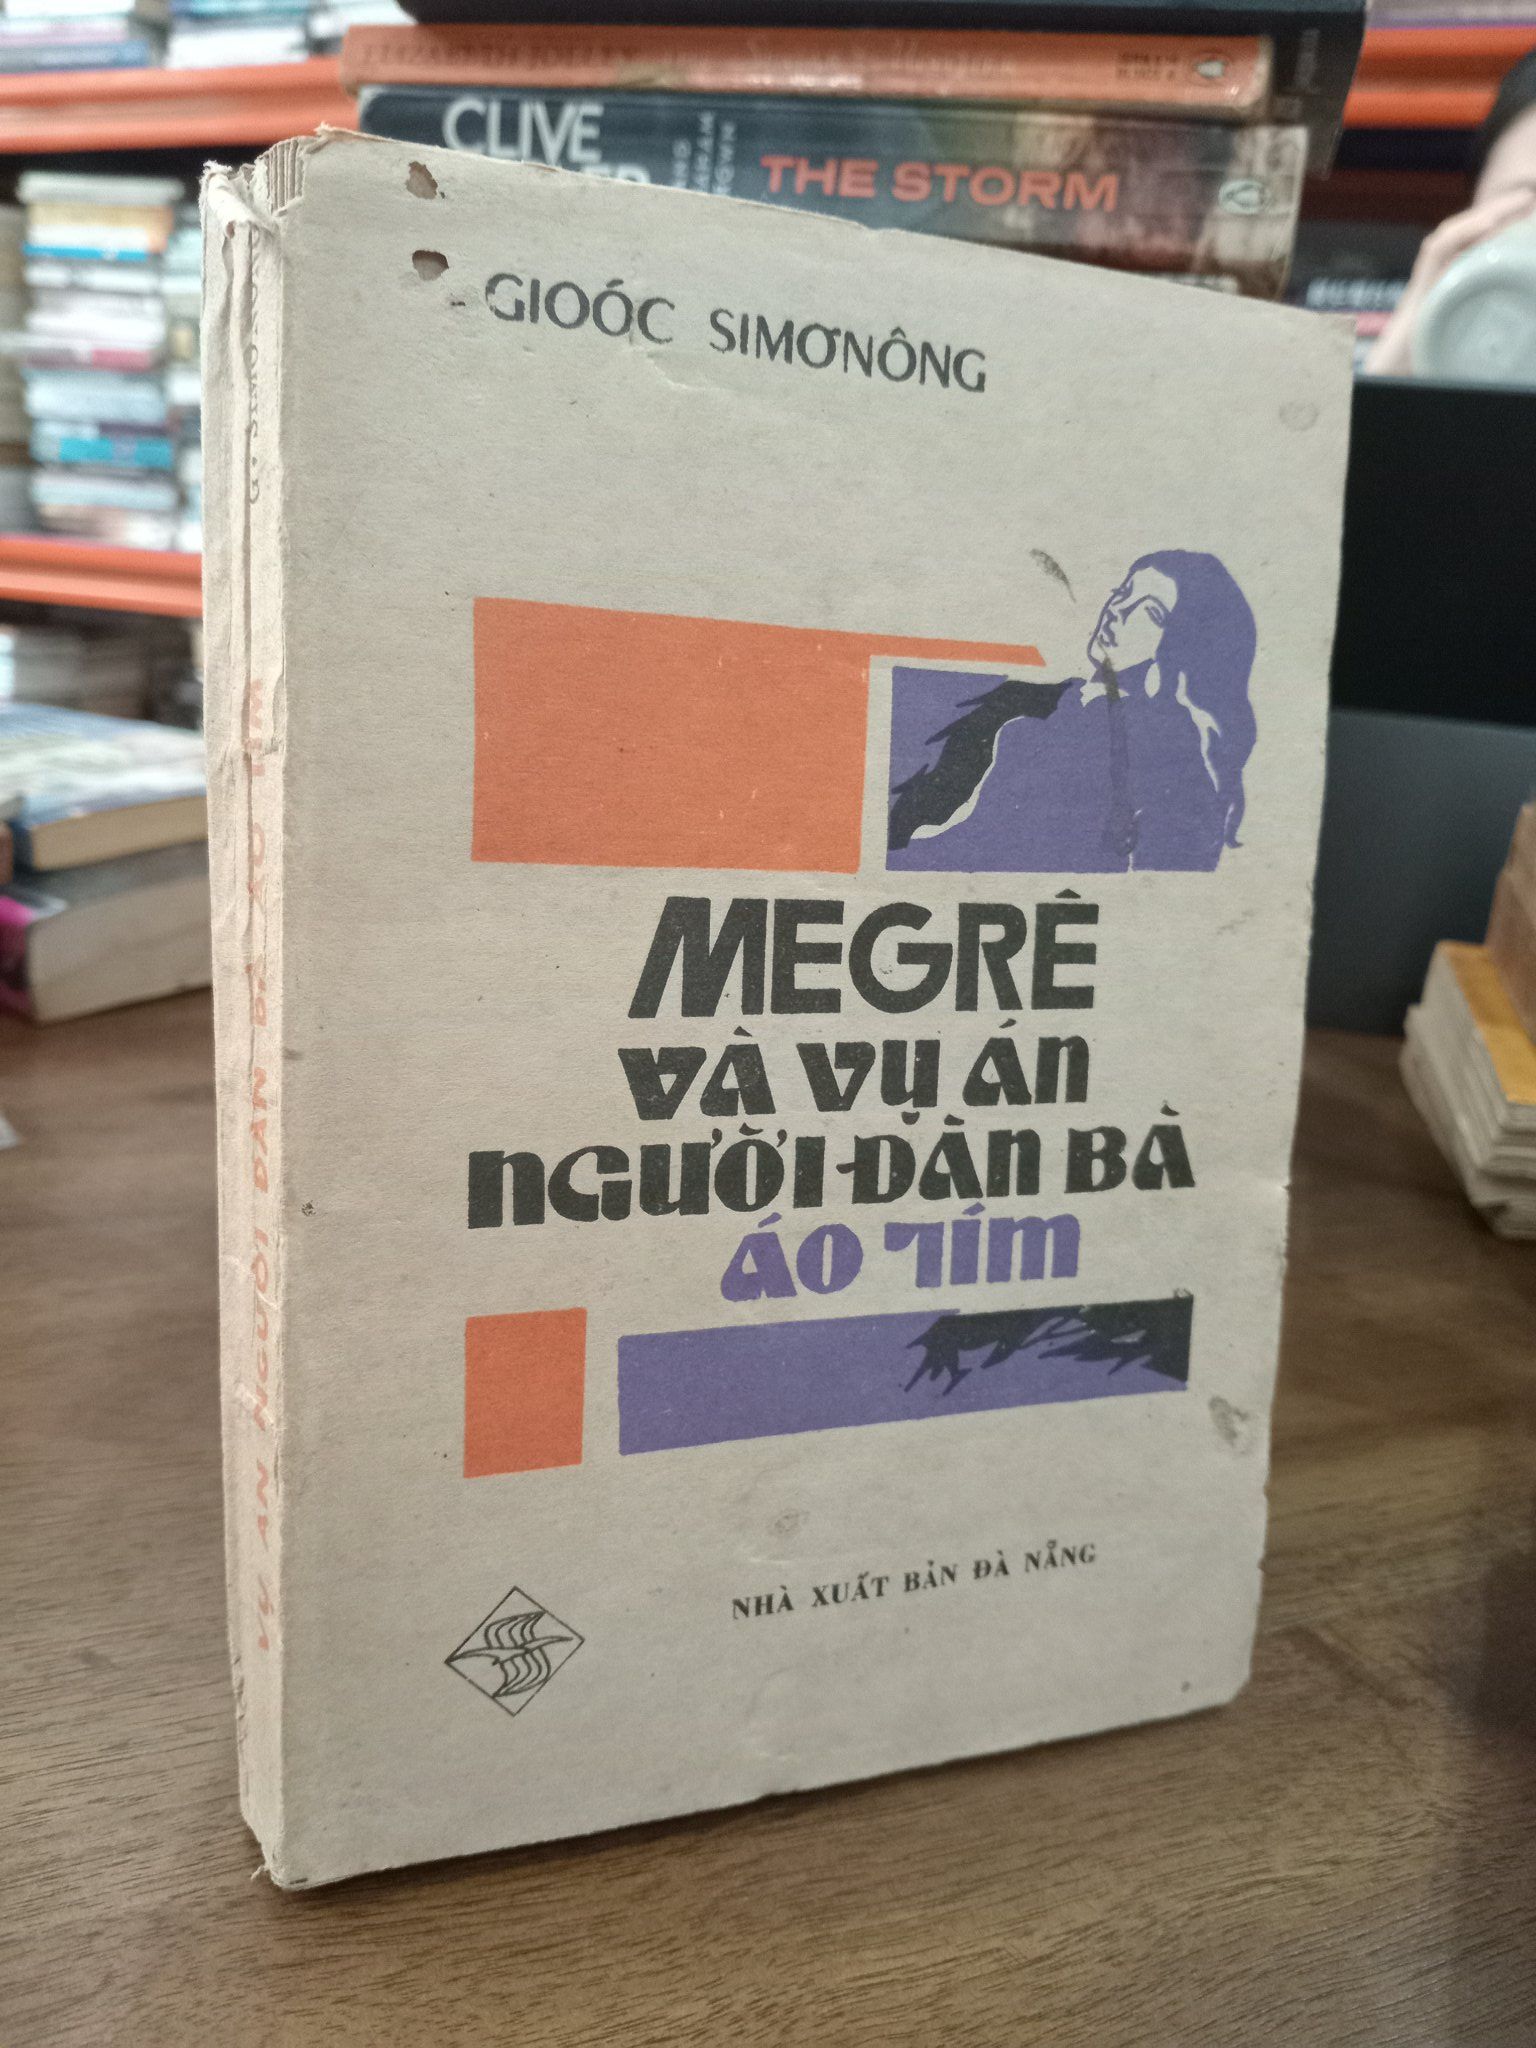 CLIVE
THE STORM
GIOÓC SIMƠNÔNG
MEGRÊ
VÀ VỤ ÁN
NGƯỜI ĐÀN BÀ
ÁO TÍM
NHÀ XUẤT BẢN ĐÀ NẴNG
VỤ ÁN NGƯỜI ĐÀN BÀ ÁO TÍM